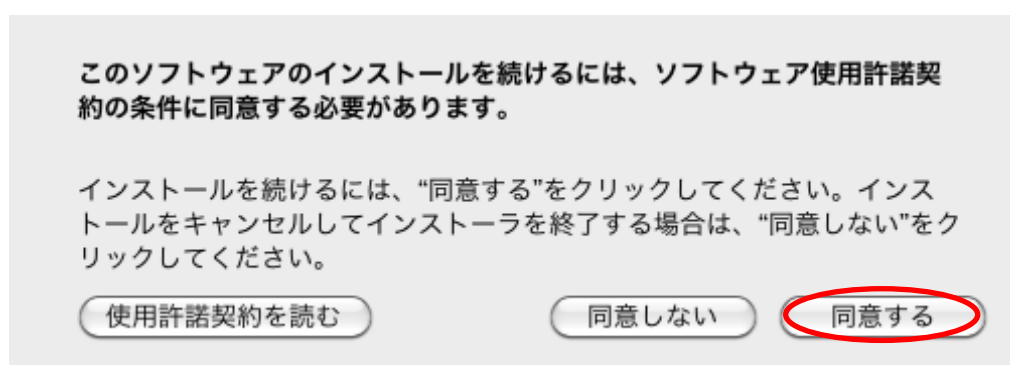 このソフトウェアのインストールを続けるには、ソフトウェア使用許諾契
約の条件に同意する必要があります。
インストールを続けるには、“同意する”をクリックしてください。インス
トールをキャンセルしてインストーラを終了する場合は、“同意しない”をク
リックしてください。
使用許諾契約を読む 同意しない 同意する